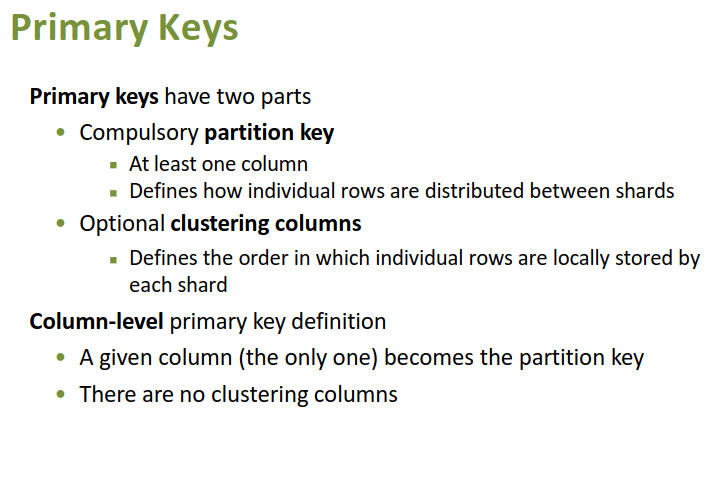 Primary Keys
Primary keys have two parts
• Compulsory partition key
▪ At least one column
▪ Defines how individual rows are distributed between shards
• Optional clustering columns
▪ Defines the order in which individual rows are locally stored by
each shard
Column-level primary key definition
• A given column (the only one) becomes the partition key
• There are no clustering columns